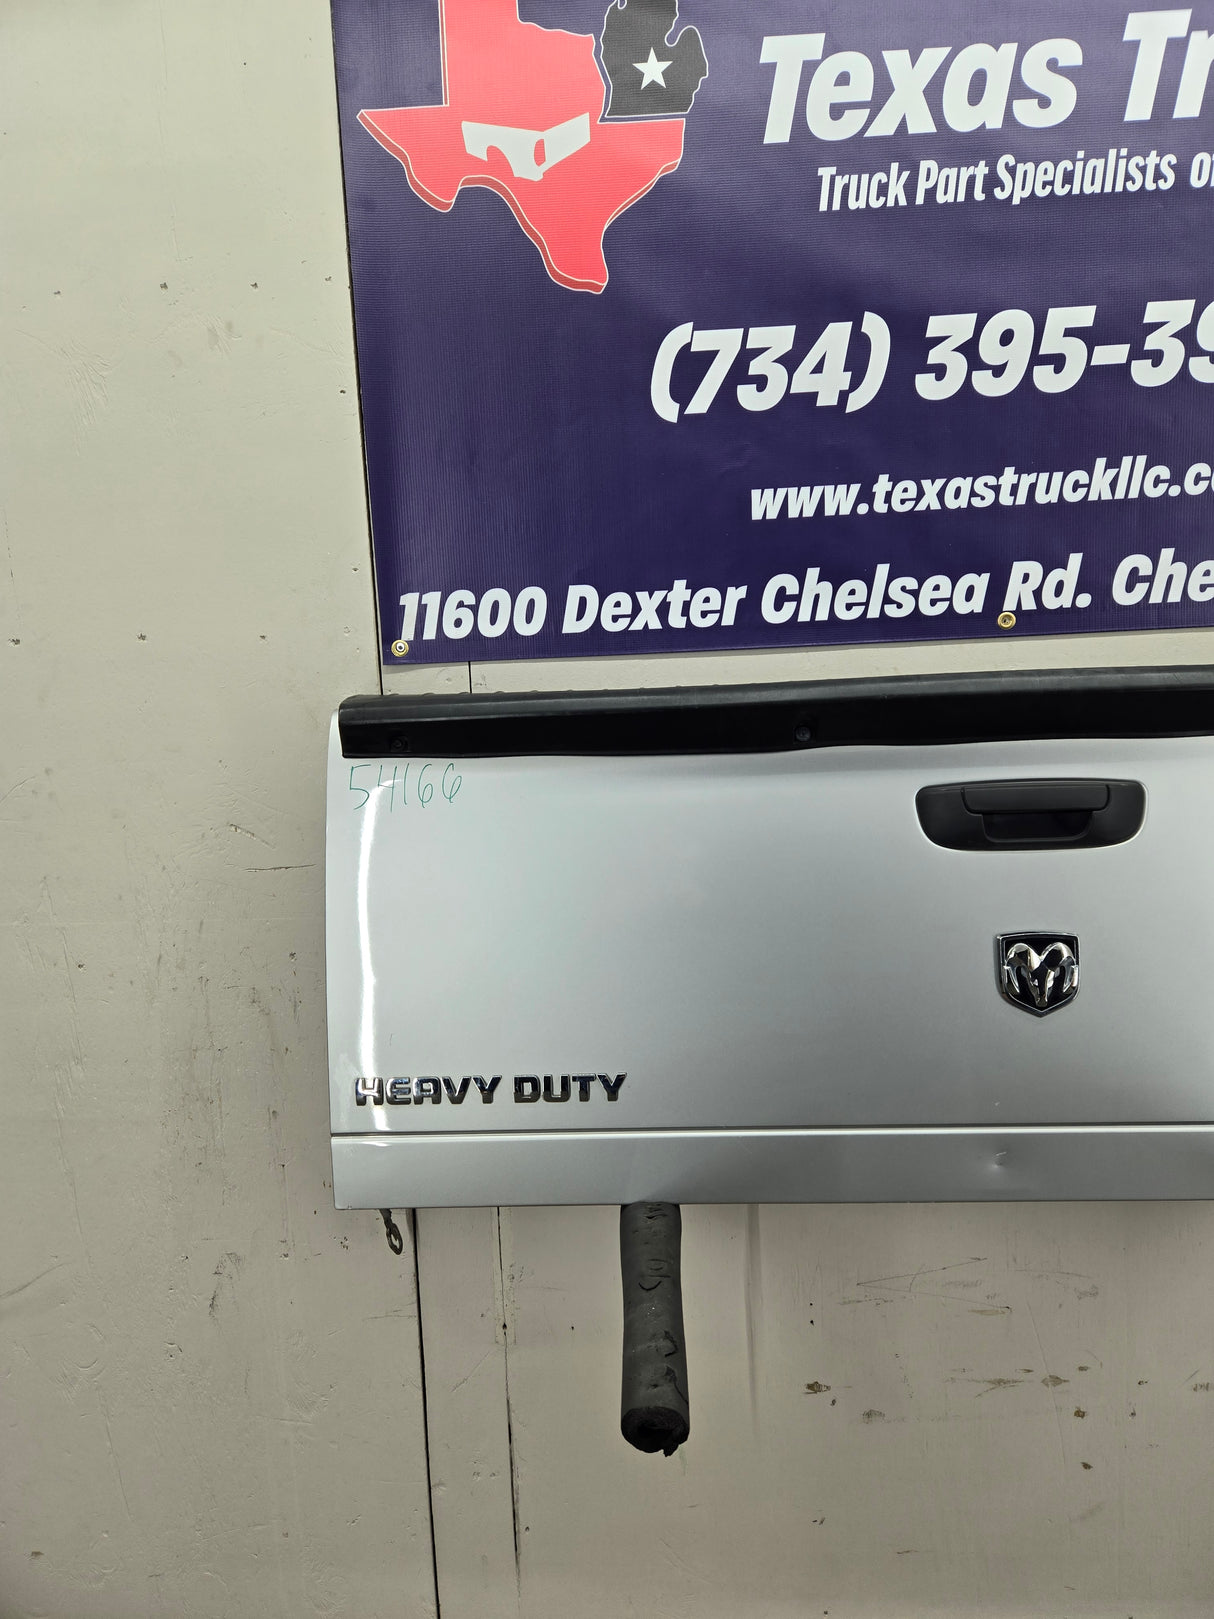 Texas Tr
Truck Part Specialists o
(734) 395-39
www.texastruckllc.c
11600 Dexter Chelsea Rd. Che
54166
HEAVY DUTY